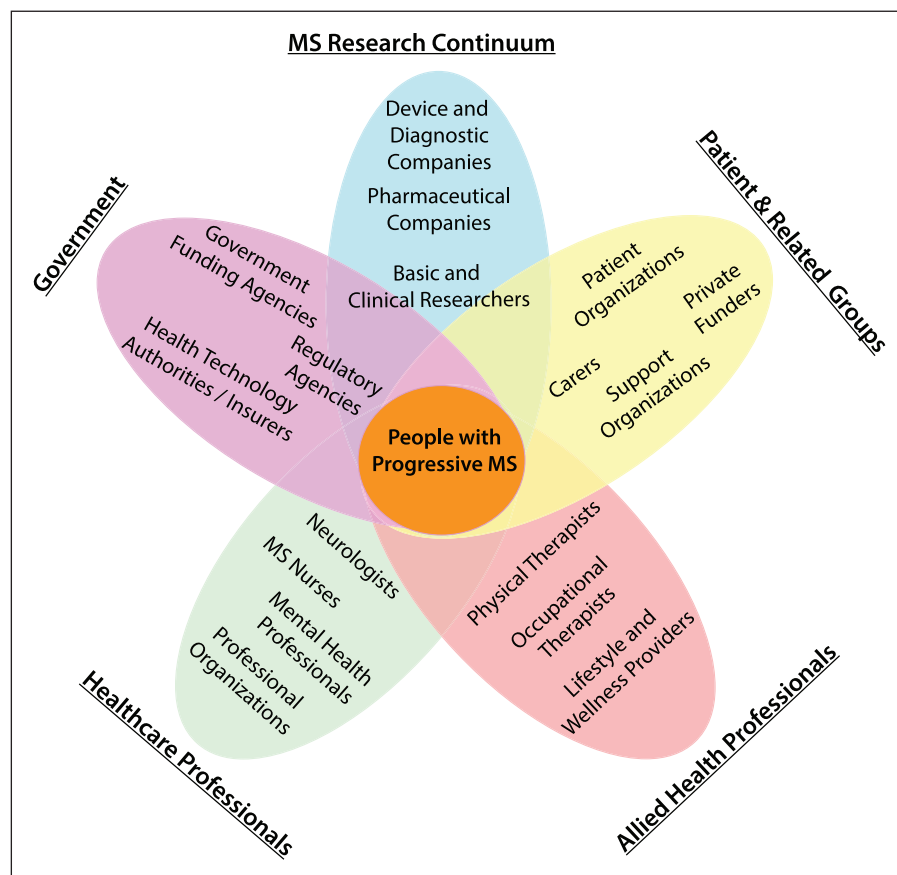 MS Research Continuum
Device and
Diagnostic
Companies
Pharmaceutical
Companies
Basic and
Clinical Researchers
Patient & Related Groups
Patient
Organizations
Private
Funders
Carers
Support
Organizations
Government
Government
Funding Agencies
Regulatory
Agencies
Health Technology
Authorities / Insurers
People with
Progressive MS
Neurologists
MS Nurses
Mental Health
Professionals
Professional
Organizations
Healthcare Professionals
Physical Therapists
Occupational
Therapists
Lifestyle and
Wellness Providers
Allied Health Professionals